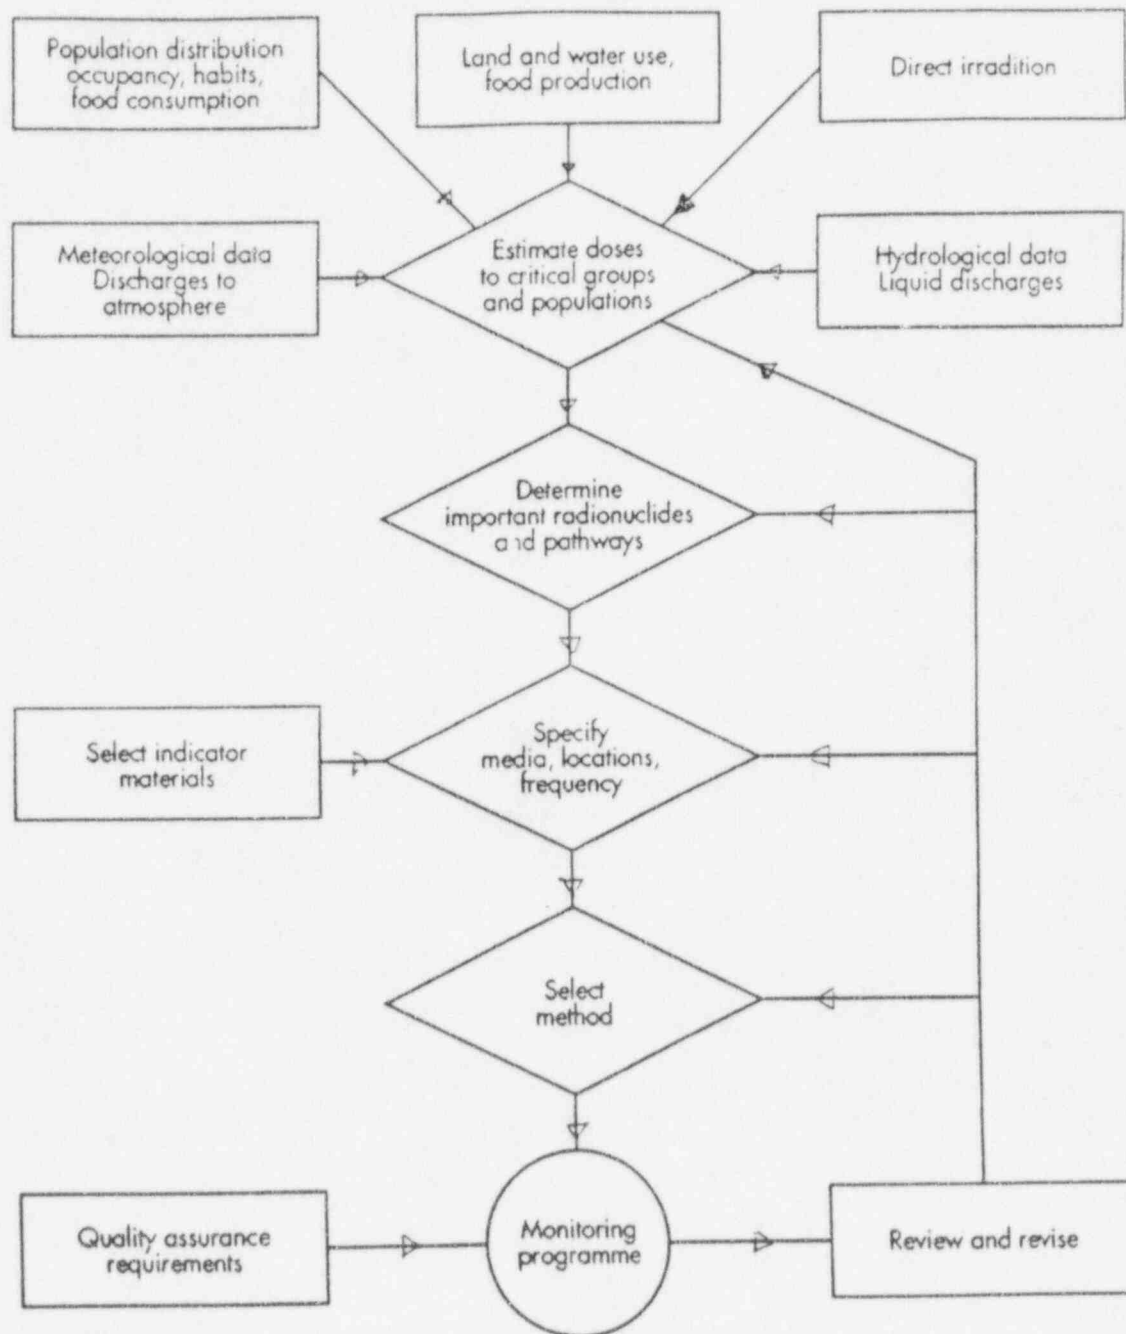 Population distribution
occupancy, habits,
food consumption
Land and water use,
food production
Direct irradition
Meteorological data
Discharges to
atmosphere
Estimate doses
to critical groups
and populations
Hydrological data
Liquid discharges
Determine
important radionuclides
and pathways
Select indicator
materials
Specify
media, locations,
frequency
Select
method
Quality assurance
requirements
Monitoring
programme
Review and revise